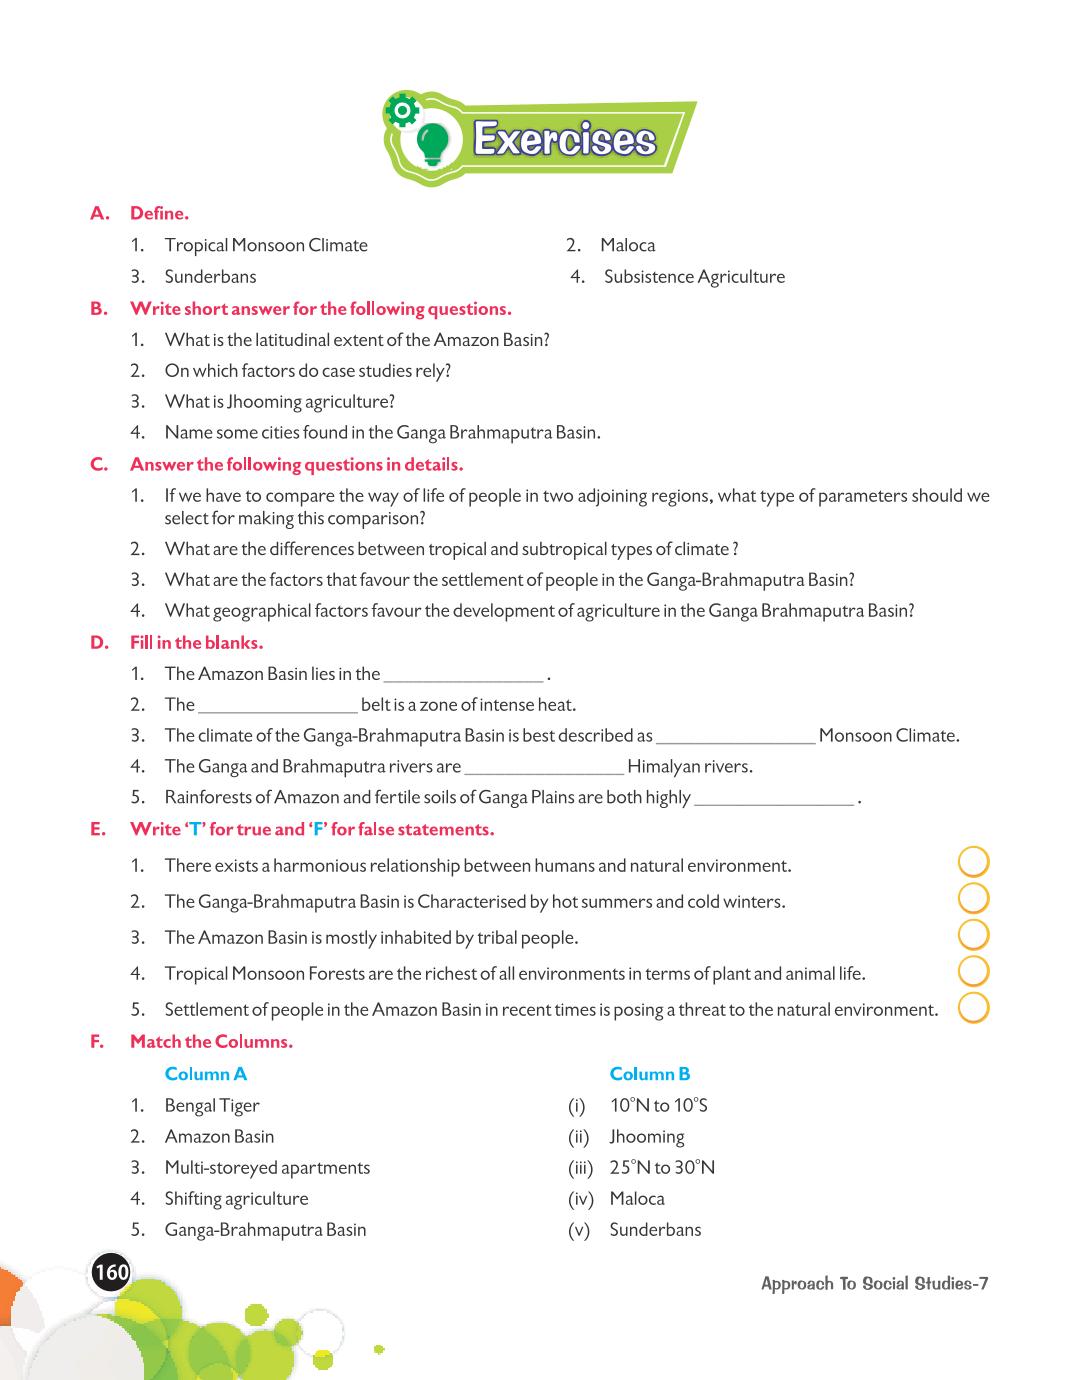 Exercises
A. Define.
1. Tropical Monsoon Climate 2. Maloca
3. Sunderbans 4. Subsistence Agriculture
B. Write short answer for the following questions.
1. What is the latitudinal extent of the Amazon Basin?
2. On which factors do case studies rely?
3. What is Jhooming agriculture?
4. Name some cities found in the Ganga Brahmaputra Basin.
C. Answer the following questions in details.
1. If we have to compare the way of life of people in two adjoining regions, what type of parameters should we
select for making this comparison?
2. What are the differences between tropical and subtropical types of climate ?
3. What are the factors that favour the settlement of people in the Ganga-Brahmaputra Basin?
4. What geographical factors favour the development of agriculture in the Ganga Brahmaputra Basin?
D. Fill in the blanks.
1. The Amazon Basin lies in the ________________ .
2. The ________________ belt is a zone of intense heat.
3. The climate of the Ganga-Brahmaputra Basin is best described as ________________ Monsoon Climate.
4. The Ganga and Brahmaputra rivers are ________________ Himalyan rivers.
5. Rainforests of Amazon and fertile soils of Ganga Plains are both highly ________________ .
E. Write ‘T’ for true and ‘F’ for false statements.
1. There exists a harmonious relationship between humans and natural environment.
2. The Ganga-Brahmaputra Basin is Characterised by hot summers and cold winters.
3. The Amazon Basin is mostly inhabited by tribal people.
4. Tropical Monsoon Forests are the richest of all environments in terms of plant and animal life.
5. Settlement of people in the Amazon Basin in recent times is posing a threat to the natural environment.
F. Match the Columns.
Column A Column B
1. Bengal Tiger (i) 10°N to 10°S
2. Amazon Basin (ii) Jhooming
3. Multi-storeyed apartments (iii) 25°N to 30°N
4. Shifting agriculture (iv) Maloca
5. Ganga-Brahmaputra Basin (v) Sunderbans
160
Approach To Social Studies-7